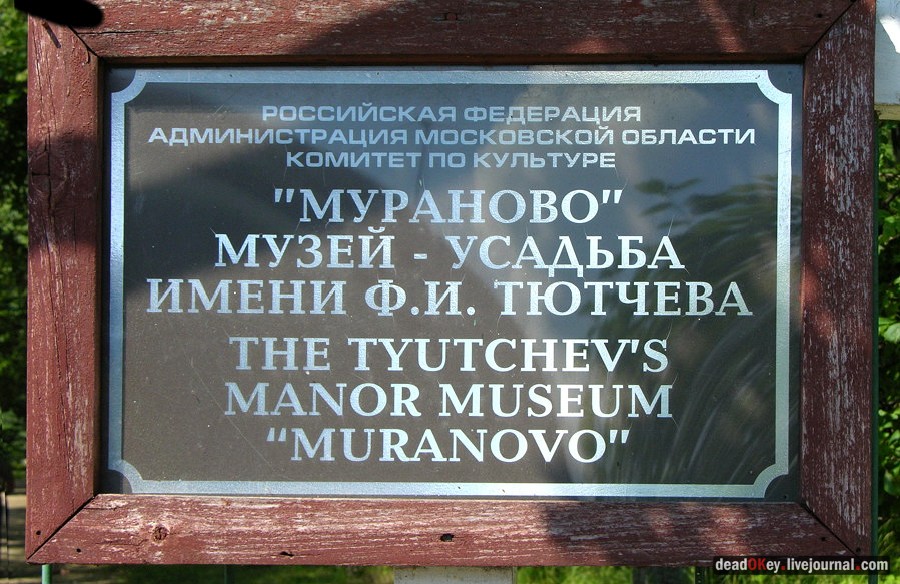 РОССИЙСКАЯ ФЕДЕРАЦИЯ
АДМИНИСТРАЦИЯ МОСКОВСКОЙ ОБЛАСТИ
КОМИТЕТ ПО КУЛЬТУРЕ
"МУРАНОВО"
МУЗЕЙ - УСАДЬБА
ИМЕНИ Ф.И. ТЮТЧЕВА
THE TYUTCHEV'S
MANOR MUSEUM
“MURANOVO”
deadOKey.livejournal.com